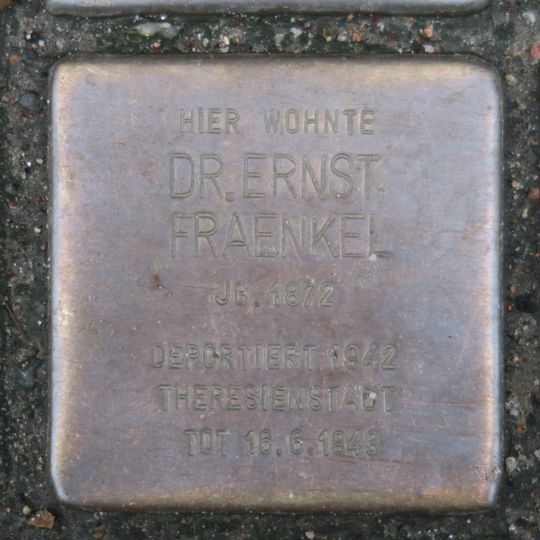 HIER WOHNTE
DR. ERNST
FRAENKEL
JG. 1872
DEPORTIERT 1942
THERESIENSTADT
TOT 16.6.1943